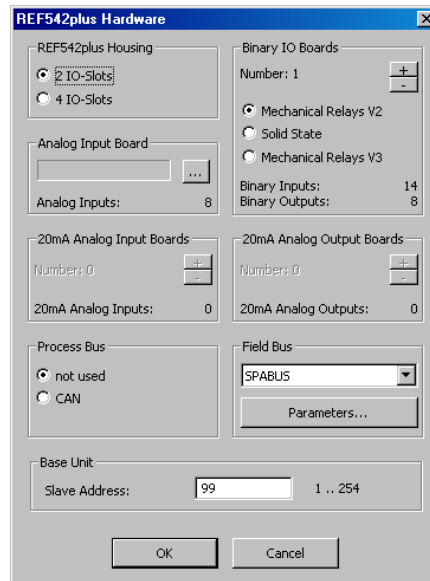 REF542plus Hardware
REF542plus Housing
2 IO-Slots
4 IO-Slots
Binary IO Boards
Number: 1
+
-
Mechanical Relays V2
Solid State
Mechanical Relays V3
Binary Inputs: 14
Binary Outputs: 8
Analog Input Board
...
Analog Inputs: 8
20mA Analog Input Boards
Number: 0
+
-
20mA Analog Inputs: 0
20mA Analog Output Boards
Number: 0
+
-
20mA Analog Outputs: 0
Process Bus
not used
CAN
Field Bus
SPABUS
Parameters...
Base Unit
Slave Address: 99 1 .. 254
OK Cancel